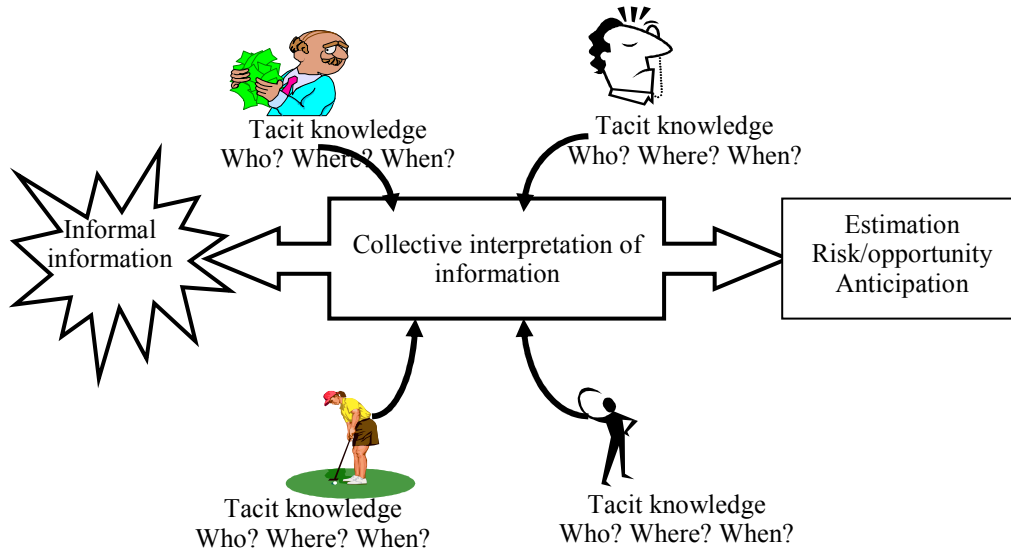 Tacit knowledge
Who? Where? When?
Tacit knowledge
Who? Where? When?
Informal
information
Collective interpretation of
information
Estimation
Risk/opportunity
Anticipation
Tacit knowledge
Who? Where? When?
Tacit knowledge
Who? Where? When?